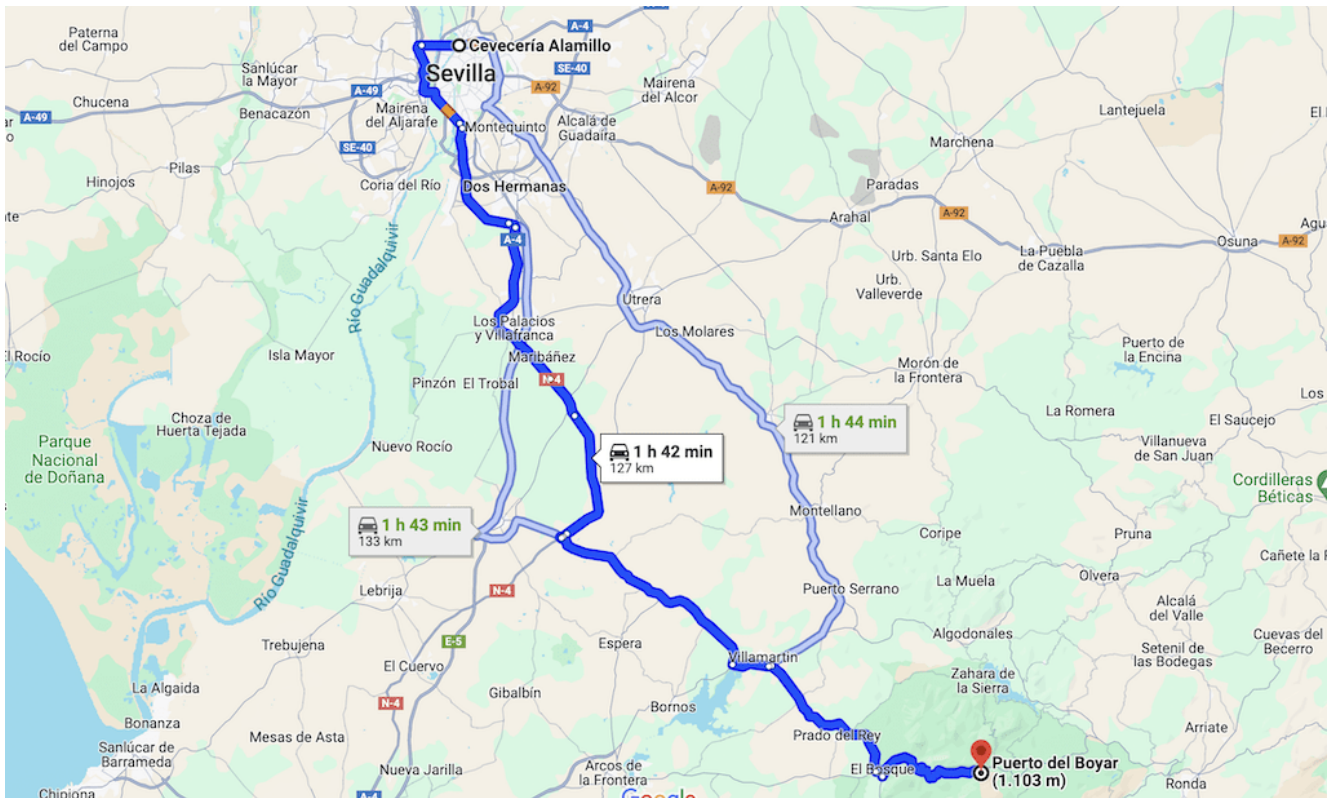 Paterna
del Campo
A-4
Cevecería Alamillo
Sevilla
SE-40
Sanlúcar
la Mayor
A-49
A-92
Mairena
del Alcor
Chucena
A-49
Benacazón
Mairena
del Aljarafe
Montequinto
Alcalá de
Guadaira
Lantejuela
SE-40
Marchena
Pilas
Hinojos
Coria del Río
Dos Hermanas
A-92
Paradas
Arahal
A-92
A-4
Río Guadalquivir
Urb. Santa Elo
La Puebla
de Cazalla
Osuna
A-92
Urb.
Valleverde
Utrera
Los Palacios
y Villafranca
Los Molares
El Rocío
Isla Mayor
Maribáñez
Puerto de
la Encina
Morón de
la Frontera
Pinzón
El Trobal
N-4
Choza de
Huerta Tejada
La Romera
El Saucejo
Los
1 h 44 min
121 km
Parque
Nacional
de Doñana
Nuevo Rocío
1 h 42 min
127 km
Villanueva
de San Juan
Cordilleras
Béticas
Montellano
1 h 43 min
133 km
Río Guadalquivir
Coripe
Pruna
Lebrija
N-4
La Muela
Olvera
Puerto Serrano
Alcalá
del Valle
Trebujena
E-5
Espera
Algodonales
Cuevas del
Becerro
Villamartin
Setenil de
las Bodegas
El Cuervo
Zahara de
la Sierra
La Algaida
Gibalbín
N-4
Bornos
Bonanza
Arriate
Mesas de Asta
Prado del Rey
Sanlúcar de
Barrameda
Nueva Jarilla
Arcos de
la Frontera
El Bosque
Puerto del Boyar
(1.103 m)
Ronda
Chipiona
A-4
Google